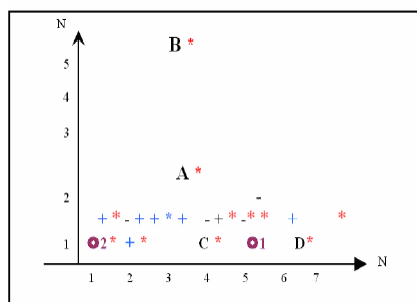 N
B *
5
4
3
A *
2 -
+ * - + + * + - + * - * * + *
1 2 * + * C * 1 D *
N
1 2 3 4 5 6 7